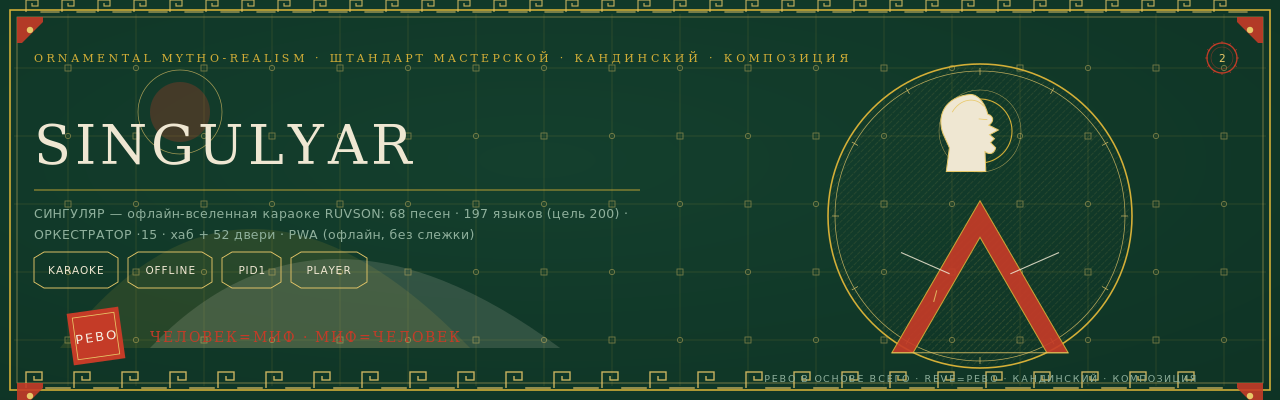 ORNAMENTAL MYTHO-REALISM · ШТАНДАРТ МАСТЕРСКОЙ · КАНДИНСКИЙ · КОМПОЗИЦИЯ
2
SINGULYAR
СИНГУЛЯР — офлайн-вселенная караоке RUVSON: 68 песен · 197 языков (цель 200) ·
ОРКЕСТРАТОР ·15 · хаб + 52 двери · PWA (офлайн, без слежки)
KARAOKE OFFLINE PID1 PLAYER
РЕВО
ЧЕЛОВЕК=МИФ · МИФ=ЧЕЛОВЕК
РЕВО В ОСНОВЕ ВСЕГО · REVE=РЕВО · КАНДИНСКИЙ · КОМПОЗИЦИЯ